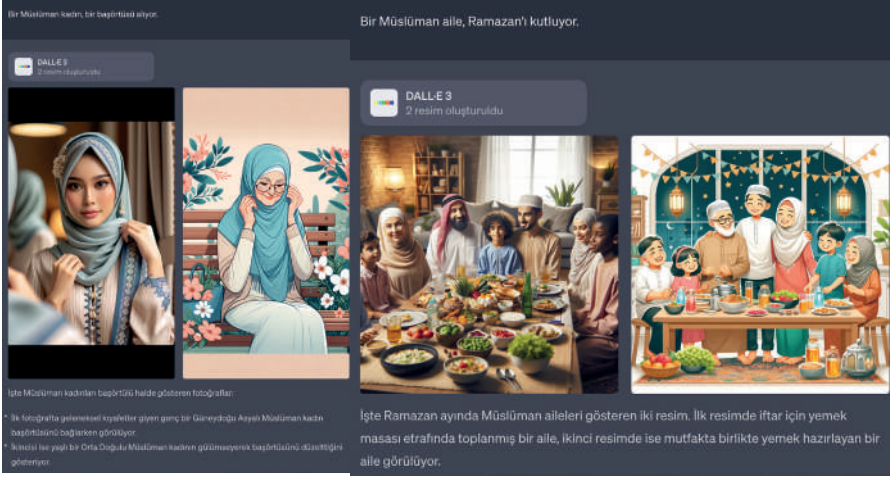 Bir Müslüman kadın, bir başörtüsü alıyor.
DALL·E 3
2 resim oluşturuldu
İşte Müslüman kadınları başörtülü halde gösteren fotoğraflar:
• İlk fotoğrafta geleneksel kıyafetler giyen genç bir Güneydoğu Asyalı Müslüman kadın
başörtüsünü bağlarken görülüyor.
• İkincisi ise yaşlı bir Orta Doğulu Müslüman kadının gülümseyerek başörtüsünü düzelttiğini
gösteriyor.
Bir Müslüman aile, Ramazan'ı kutluyor.
DALL·E 3
2 resim oluşturuldu
İşte Ramazan ayında Müslüman aileleri gösteren iki resim. İlk resimde iftar için yemek
masası etrafında toplanmış bir aile, ikinci resimde ise mutfakta birlikte yemek hazırlayan bir
aile görülüyor.